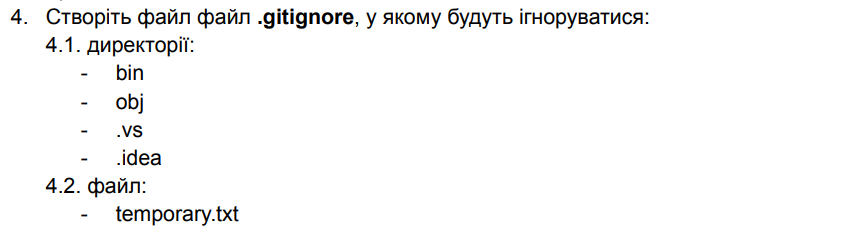 4. Створіть файл файл .gitignore, у якому будуть ігноруватися:
4.1. директорії:
- bin
- obj
- .vs
- .idea
4.2. файл:
- temporary.txt